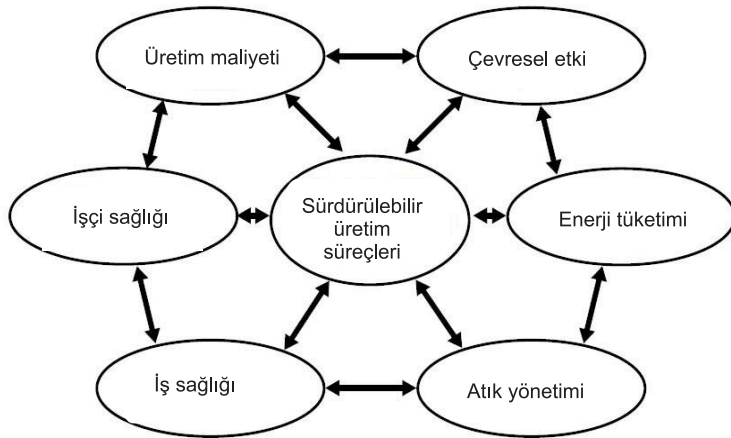 Üretim maliyeti
Çevresel etki
İşçi sağlığı
Sürdürülebilir
üretim
süreçleri
Enerji tüketimi
İş sağlığı
Atık yönetimi